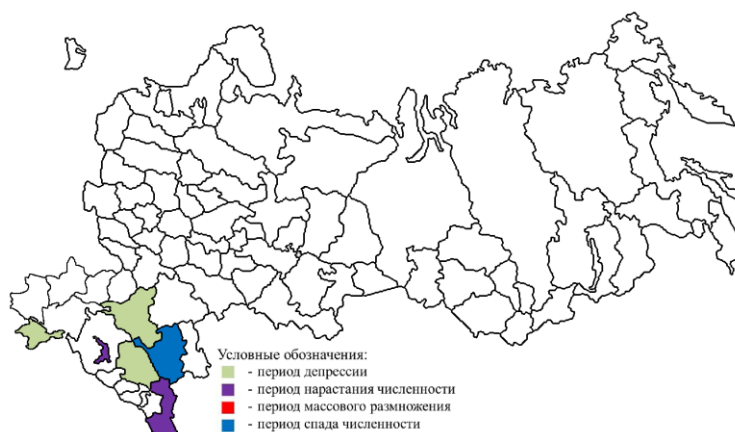 Условные обозначения:
- период депрессии
- период нарастания численности
- период массового размножения
- период спада численности